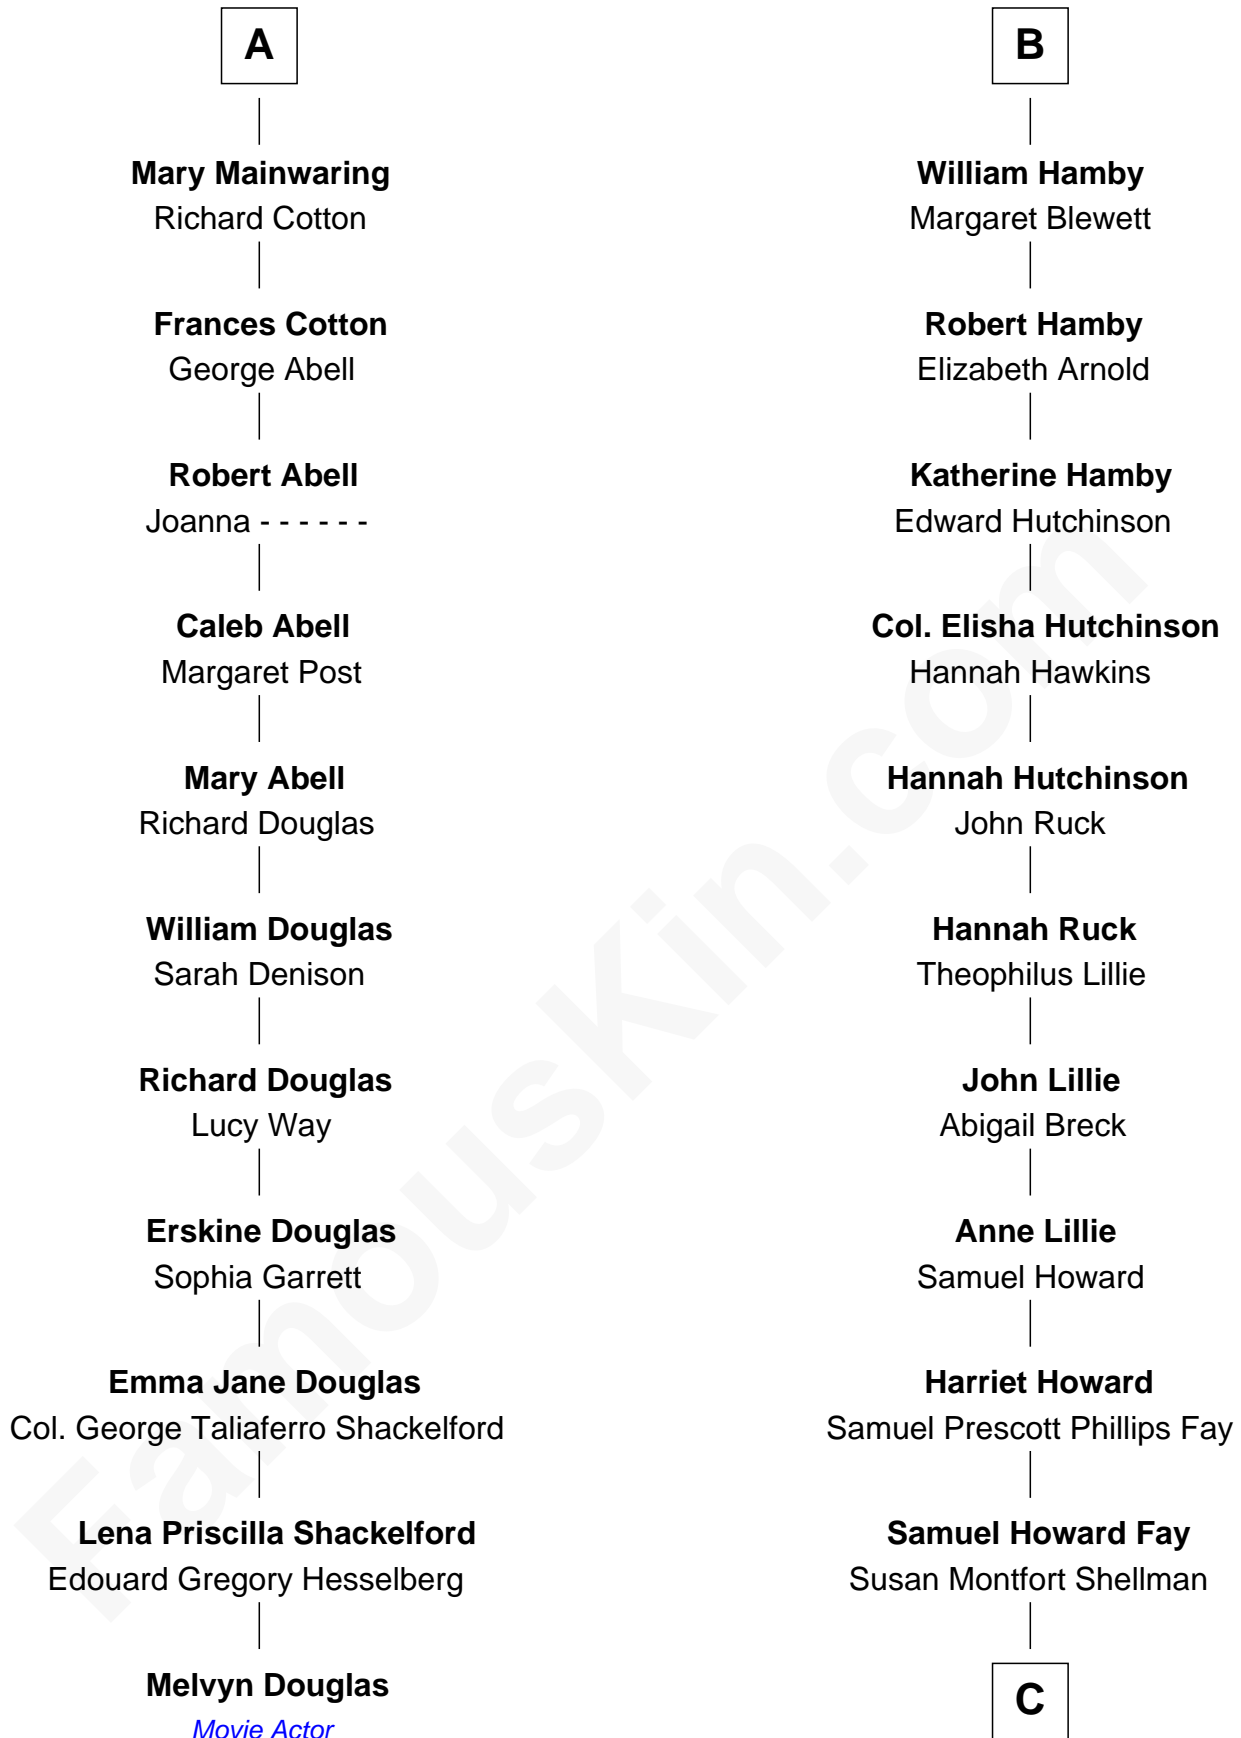 A
Mary Mainwaring
Richard Cotton
Frances Cotton
George Abell
Robert Abell
Joanna - - - - - -
Caleb Abell
Margaret Post
Mary Abell
Richard Douglas
William Douglas
Sarah Denison
Richard Douglas
Lucy Way
Erskine Douglas
Sophia Garrett
Emma Jane Douglas
Col. George Taliaferro Shackelford
Lena Priscilla Shackelford
Edouard Gregory Hesselberg
Melvyn Douglas
Movie Actor
B
William Hamby
Margaret Blewett
Robert Hamby
Elizabeth Arnold
Katherine Hamby
Edward Hutchinson
Col. Elisha Hutchinson
Hannah Hawkins
Hannah Hutchinson
John Ruck
Hannah Ruck
Theophilus Lillie
John Lillie
Abigail Breck
Anne Lillie
Samuel Howard
Harriet Howard
Samuel Prescott Phillips Fay
Samuel Howard Fay
Susan Montfort Shellman
C
FamousKin.com